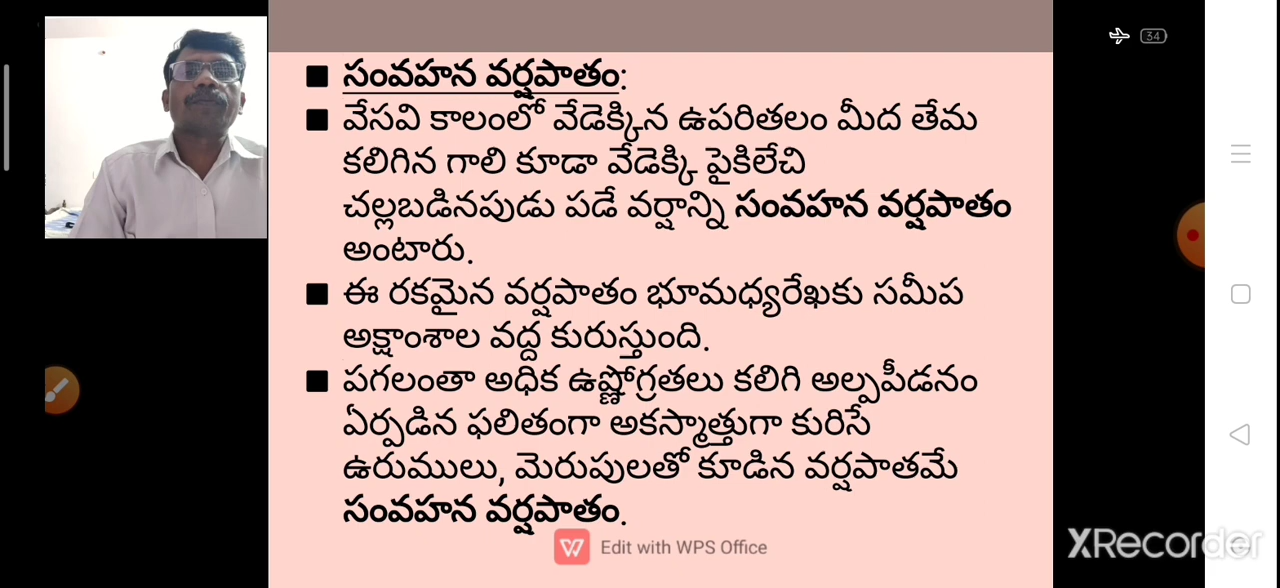 34
■ సంవహన వర్షపాతం:
■ వేసవి కాలంలో వేడెక్కిన ఉపరితలం మీద తేమ
కలిగిన గాలి కూడా వేడెక్కి పైకిలేచి
చల్లబడినపుడు పడే వర్షాన్ని సంవహన వర్షపాతం
అంటారు.
■ ఈ రకమైన వర్షపాతం భూమధ్యరేఖకు సమీప
అక్షాంశాల వద్ద కురుస్తుంది.
■ పగలంతా అధిక ఉష్ణోగ్రతలు కలిగి అల్పపీడనం
ఏర్పడిన ఫలితంగా అకస్మాత్తుగా కురిసే
ఉరుములు, మెరుపులతో కూడిన వర్షపాతమే
సంవహన వర్షపాతం.
Edit with WPS Office
XRecorder